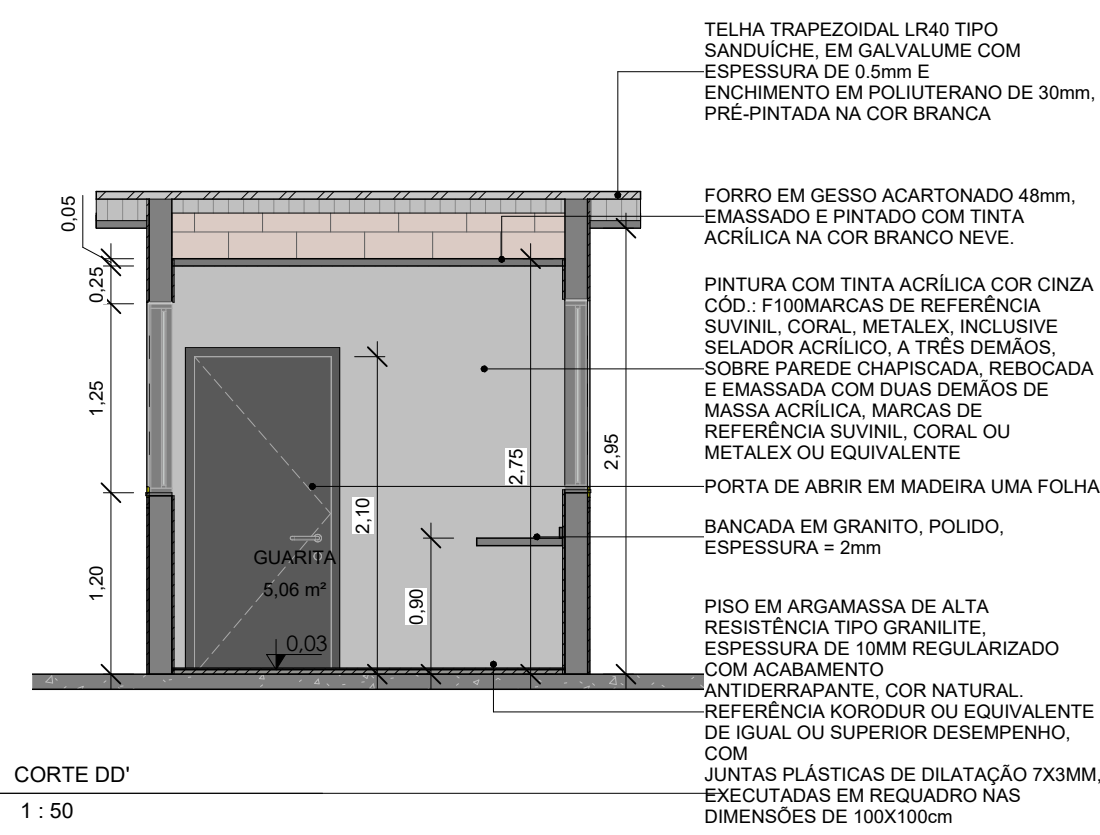 TELHA TRAPEZOIDAL LR40 TIPO
SANDUÍCHE, EM GALVALUME COM
ESPESSURA DE 0.5mm E
ENCHIMENTO EM POLIUTERANO DE 30mm,
PRÉ-PINTADA NA COR BRANCA
FORRO EM GESSO ACARTONADO 48mm,
EMASSADO E PINTADO COM TINTA
ACRÍLICA NA COR BRANCO NEVE.
PINTURA COM TINTA ACRÍLICA COR CINZA
CÓD.: F100MARCAS DE REFERÊNCIA
SUVINIL, CORAL, METALEX, INCLUSIVE
SELADOR ACRÍLICO, A TRÊS DEMÃOS,
SOBRE PAREDE CHAPISCADA, REBOCADA
E EMASSADA COM DUAS DEMÃOS DE
MASSA ACRÍLICA, MARCAS DE
REFERÊNCIA SUVINIL, CORAL OU
METALEX OU EQUIVALENTE
PORTA DE ABRIR EM MADEIRA UMA FOLHA
BANCADA EM GRANITO, POLIDO,
ESPESSURA = 2mm
PISO EM ARGAMASSA DE ALTA
RESISTÊNCIA TIPO GRANILITE,
ESPESSURA DE 10MM REGULARIZADO
COM ACABAMENTO
ANTIDERRAPANTE, COR NATURAL.
REFERÊNCIA KORODUR OU EQUIVALENTE
DE IGUAL OU SUPERIOR DESEMPENHO,
COM
JUNTAS PLÁSTICAS DE DILATAÇÃO 7X3MM,
EXECUTADAS EM REQUADRO NAS
DIMENSÕES DE 100X100cm
0,05
0,25
1,25
1,20
2,10
0,90
2,75
2,95
GUARITA
5,06 m²
0,03
CORTE DD'
1 : 50